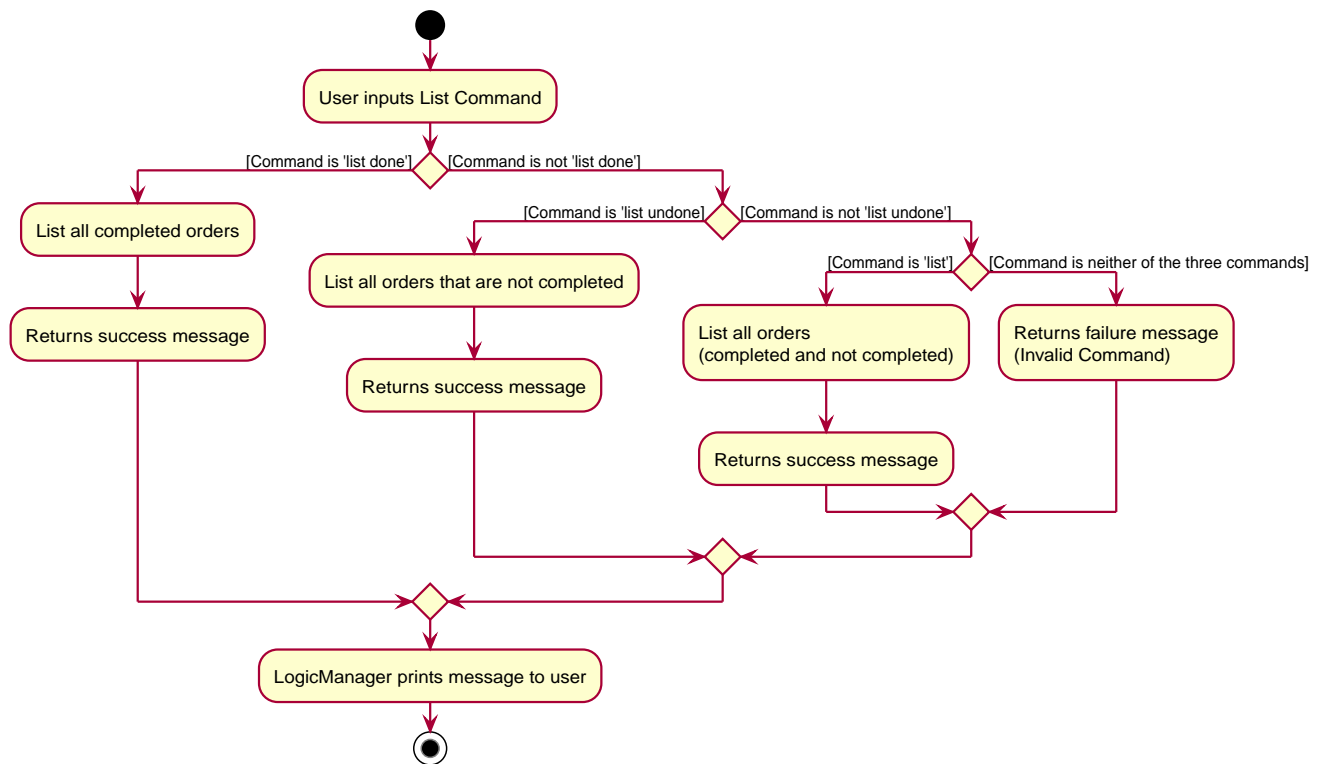 User inputs List Command
[Command is 'list done']
[Command is not 'list done']
List all completed orders
Returns success message
[Command is 'list undone]
[Command is not 'list undone']
List all orders that are not completed
Returns success message
[Command is 'list']
[Command is neither of the three commands]
List all orders
(completed and not completed)
Returns success message
Returns failure message
(Invalid Command)
LogicManager prints message to user